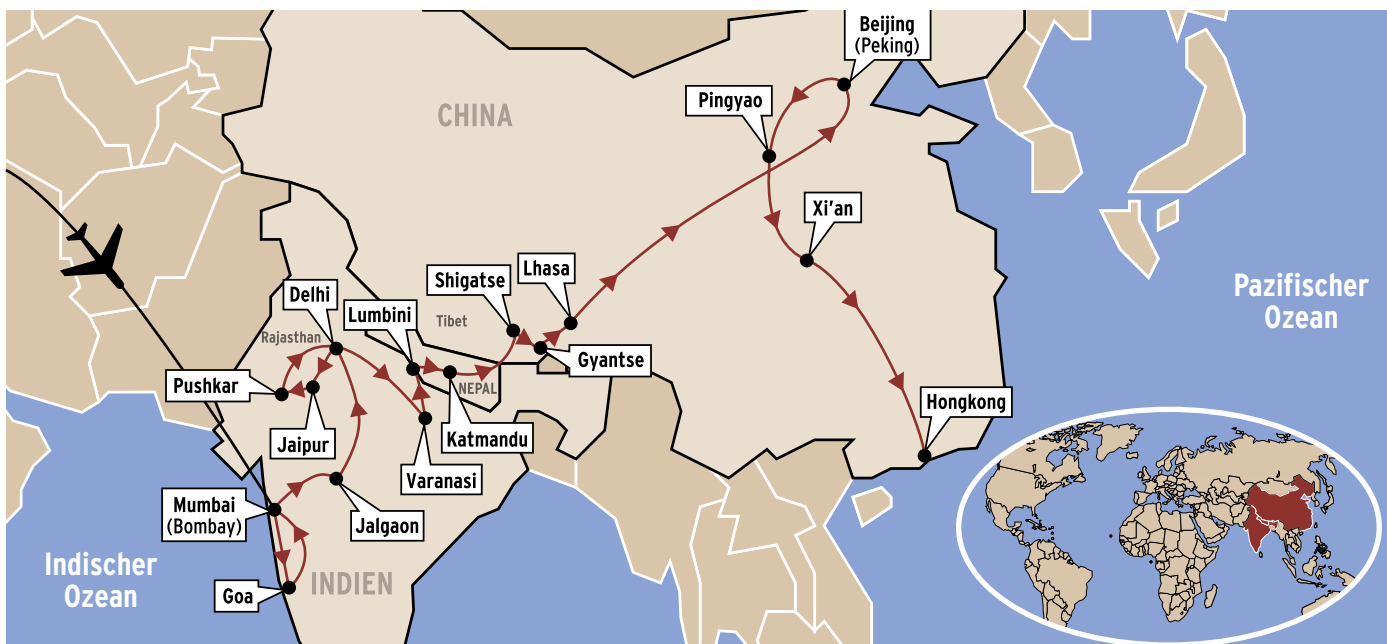 Beijing
(Peking)
Pingyao
CHINA
Xi'an
Shigatse
Lhasa
Delhi
Lumbini
Tibet
Rajasthan
Gyantse
Pushkar
NEPAL
Jaipur
Katmandu
Varanasi
Hongkong
Mumbai
(Bombay)
Jalgaon
Goa
INDIEN
Indischer
Ozean
Pazifischer
Ozean